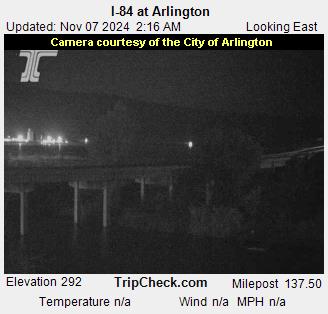 I-84 at Arlington
Updated: Nov 07 2024 2:16 AM Looking East
Camera courtesy of the City of Arlington
Elevation 292 TripCheck.com Milepost 137.50
Temperature n/a Wind n/a MPH n/a